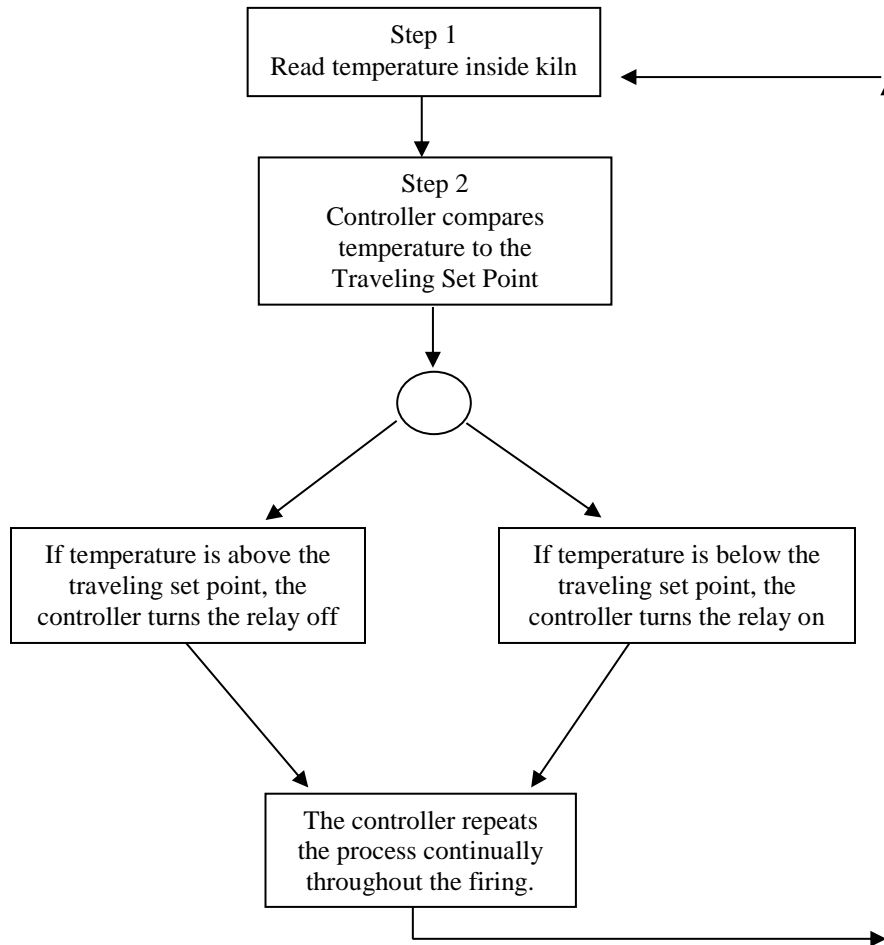 Step 1
Read temperature inside kiln
Step 2
Controller compares
temperature to the
Traveling Set Point
If temperature is above the
traveling set point, the
controller turns the relay off
If temperature is below the
traveling set point, the
controller turns the relay on
The controller repeats
the process continually
throughout the firing.